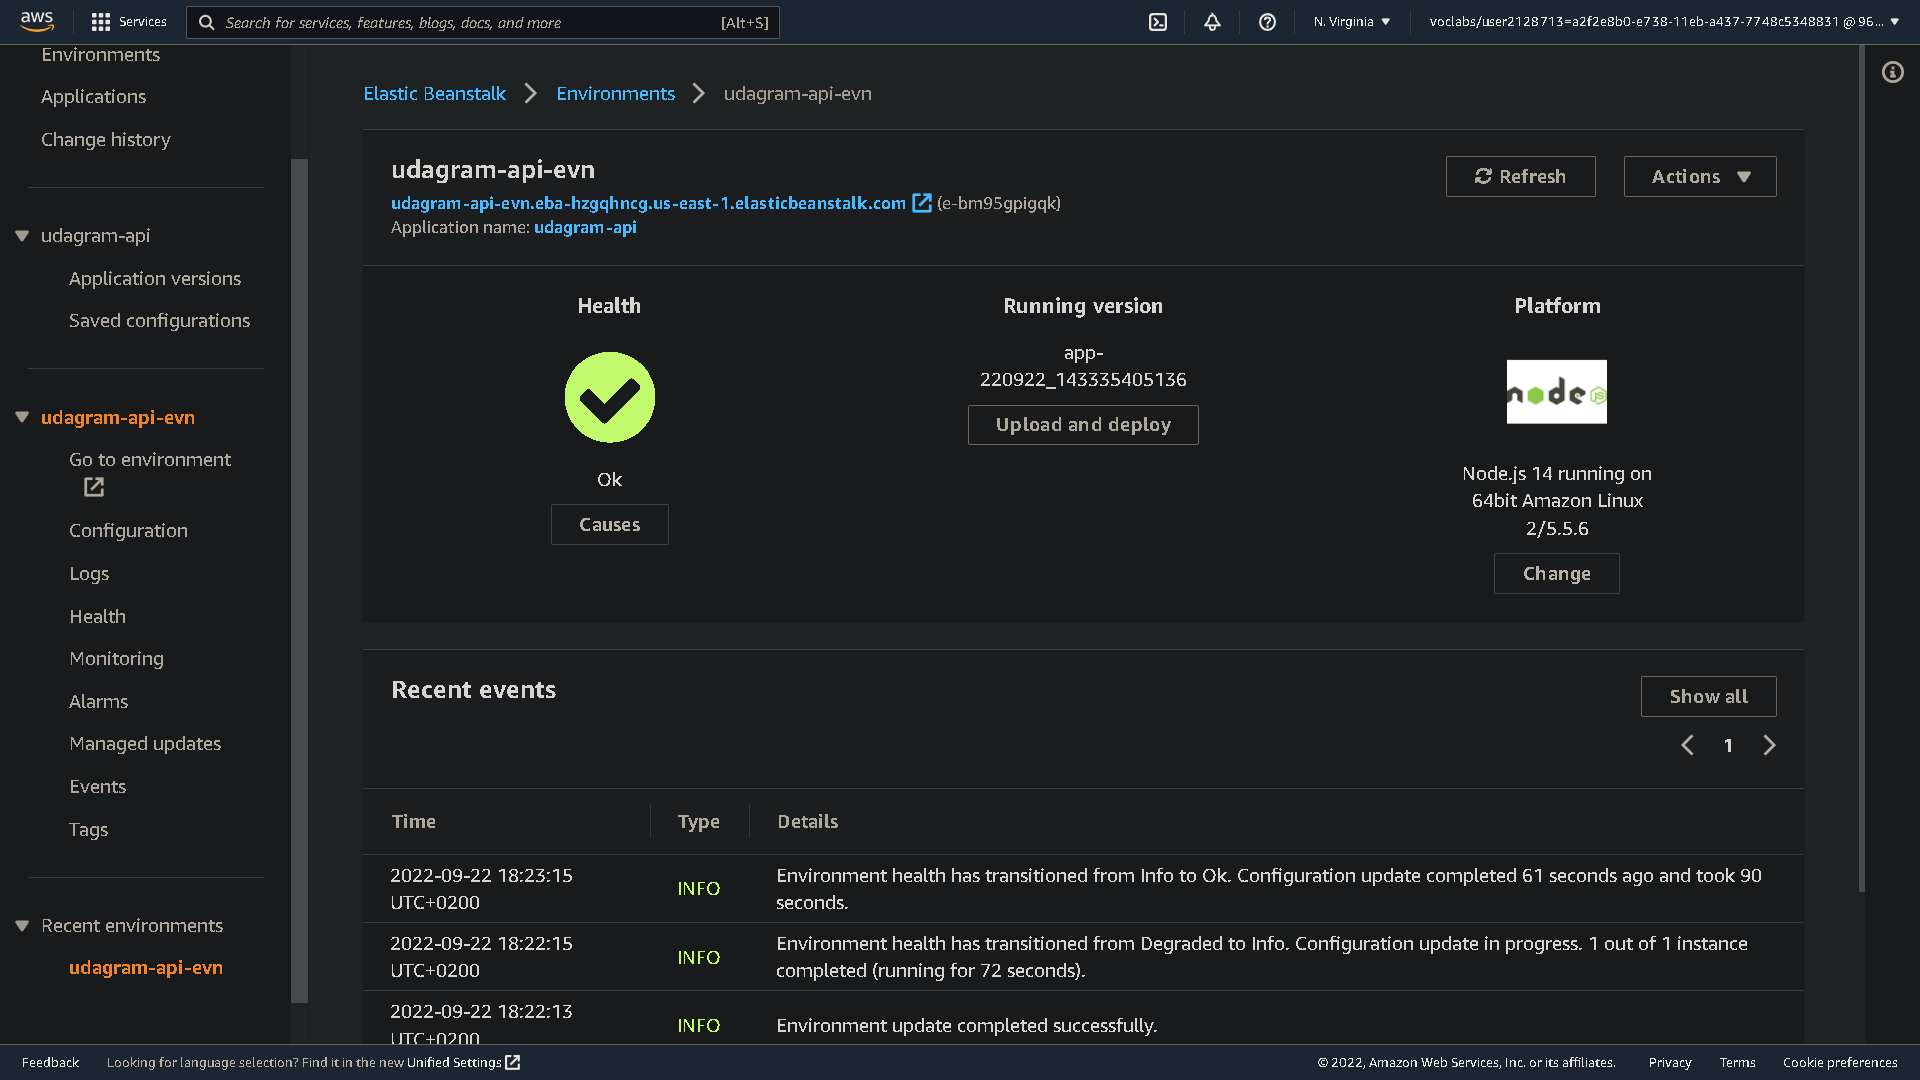 aws
Services
Search for services, features, blogs, docs, and more
[Alt+S]
N. Virginia
voclabs/user2128713=a2f2e8b0-e738-11eb-a437-7748c5348831 @ 96...
Environments
Applications
Change history
udagram-api
Application versions
Saved configurations
udagram-api-evn
Go to environment
Configuration
Logs
Health
Monitoring
Alarms
Managed updates
Events
Tags
Recent environments
udagram-api-evn
Elastic Beanstalk
Environments
udagram-api-evn
udagram-api-evn
udagram-api-evn.eba-hzgqhncg.us-east-1.elasticbeanstalk.com (e-bm95gpigqk)
Application name: udagram-api
Refresh
Actions
Health
Ok
Causes
Running version
app-
220922_143335405136
Upload and deploy
Platform
node
JS
Node.js 14 running on
64bit Amazon Linux
2/5.5.6
Change
Recent events
Show all
1
Time
Type
Details
2022-09-22 18:23:15
UTC+0200
INFO
Environment health has transitioned from Info to Ok. Configuration update completed 61 seconds ago and took 90
seconds.
2022-09-22 18:22:15
UTC+0200
INFO
Environment health has transitioned from Degraded to Info. Configuration update in progress. 1 out of 1 instance
completed (running for 72 seconds).
2022-09-22 18:22:13
UTC+0200
INFO
Environment update completed successfully.
Feedback
Looking for language selection? Find it in the new Unified Settings
© 2022, Amazon Web Services, Inc. or its affiliates.
Privacy
Terms
Cookie preferences